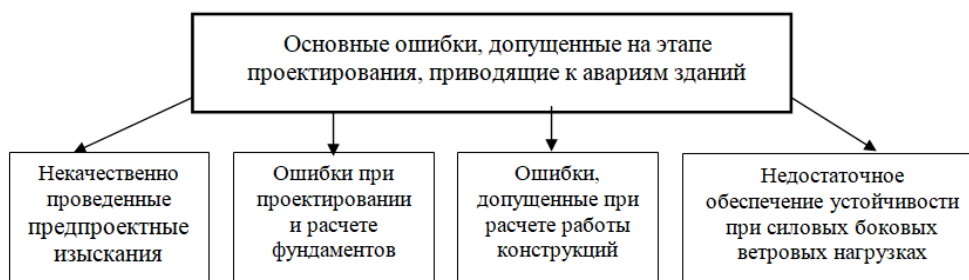 Основные ошибки, допущенные на этапе
проектирования, приводящие к авариям зданий
Некачественно
проведенные
предпроектные
изыскания
Ошибки при
проектировании
и расчете
фундаментов
Ошибки,
допущенные при
расчете работы
конструкций
Недостаточное
обеспечение устойчивости
при силовых боковых
ветровых нагрузках